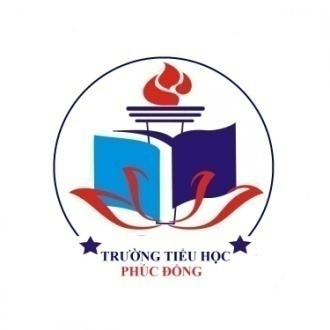 TRƯỜNG TIỂU HỌC
PHÚC ĐỒNG